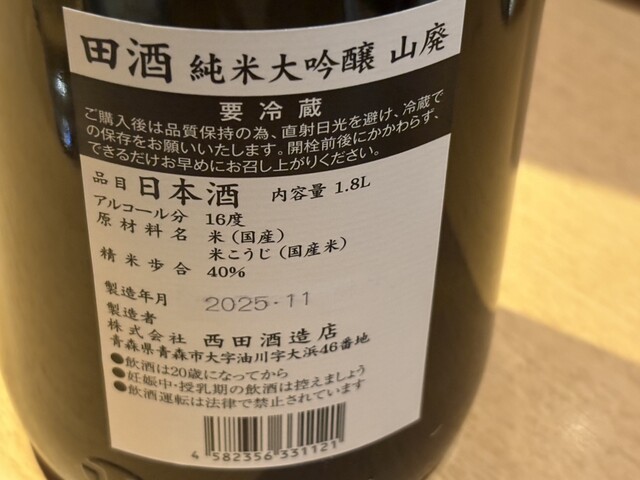 田酒 純米大吟醸 山廃
要冷蔵
ご購入後は品質保持の為、直射日光を避け、冷蔵で
の保存をお願いいたします。開栓前後にかかわらず、
できるだけお早めにお召し上がりください。
品目 日本酒 内容量 1.8L
アルコール分 16度
原材料名 米(国産)
米こうじ(国産米)
精米歩合 40%
製造年月 2025・11
製造者
株式会社 西田酒造店
青森県青森市大字油川字大浜46番地
●飲酒は20歳になってから
●妊娠中・授乳期の飲酒は控えましょう
●飲酒運転は法律で禁止されています
4 582356 331121